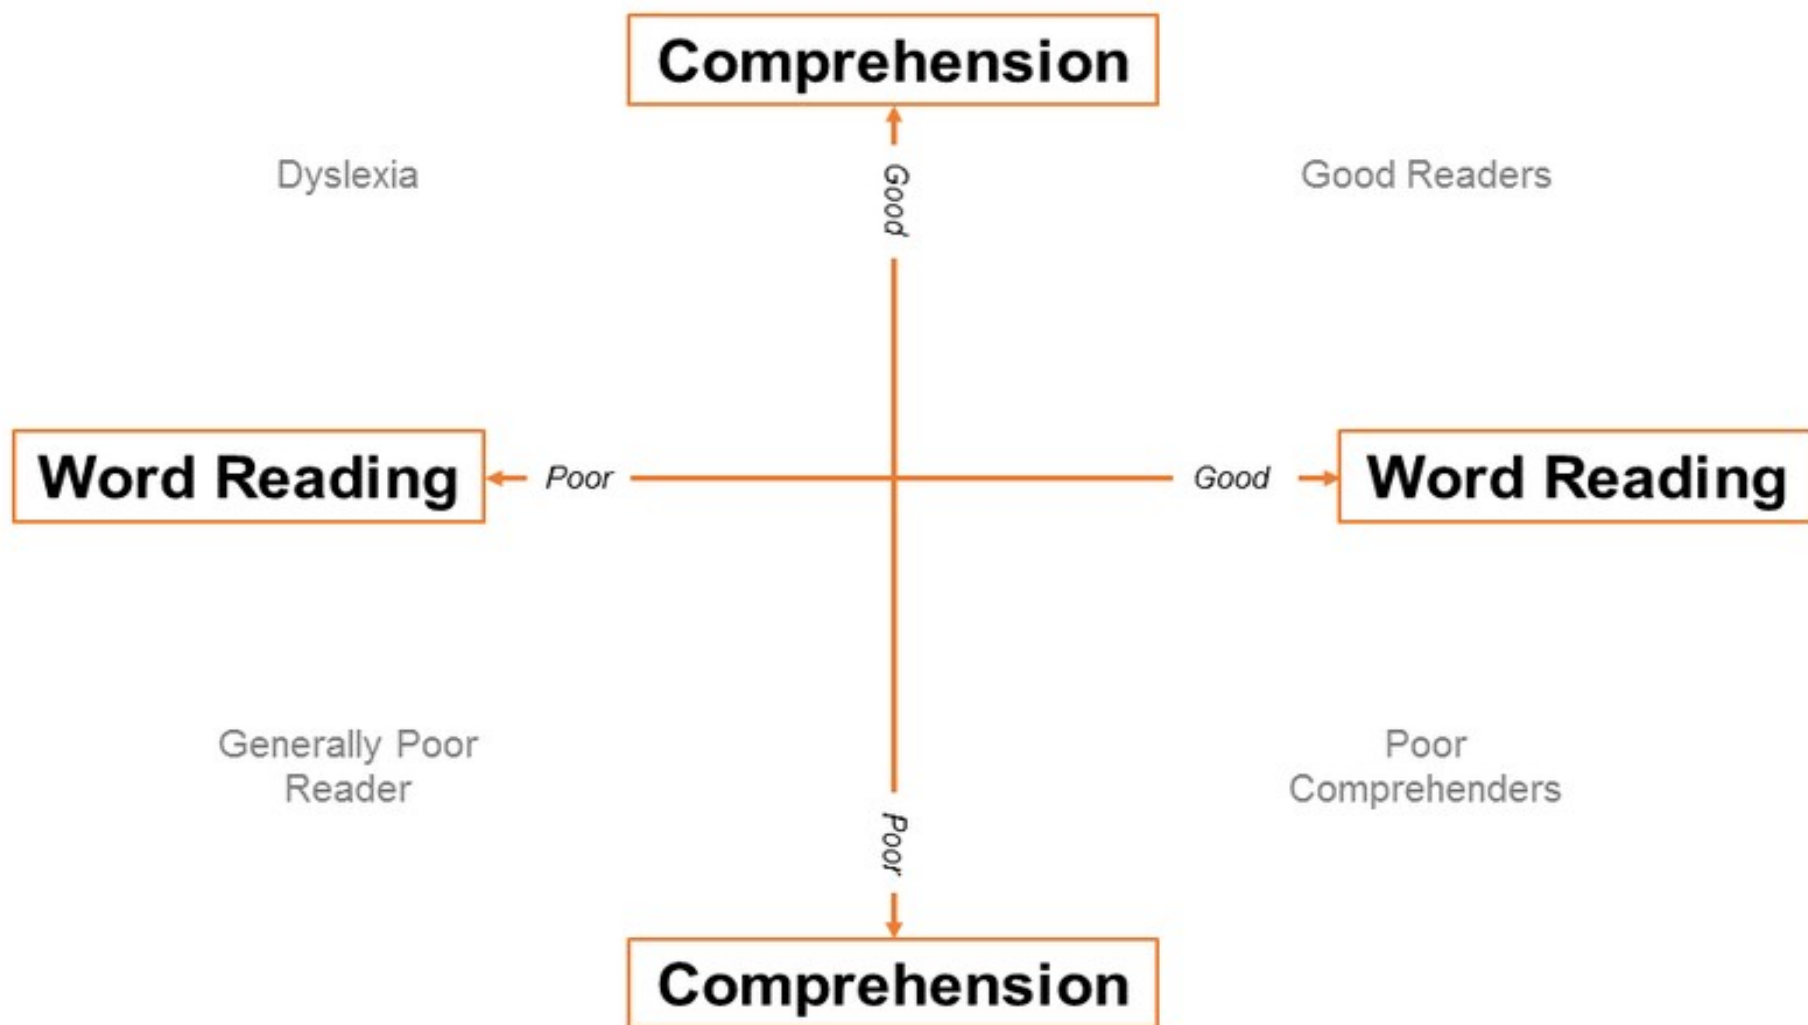 Comprehension
Dyslexia
Good
Good Readers
Word Reading
Poor
Good
Word Reading
Generally Poor
Reader
Poor
Comprehenders
Poor
Comprehension